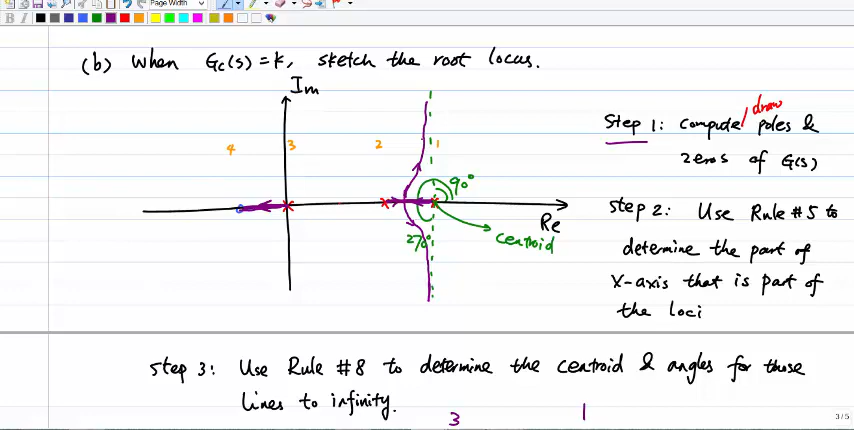 Page Width
B I
(b) When Gc(s) = k, sketch the root locus.
Im
draw
Step 1: Compute / poles &
zeros of G(s)
4 3 2 1
90°
Re
270°
centroid
Step 2: Use Rule #5 to
determine the part of
X-axis that is part of
the loci
Step 3: Use Rule #8 to determine the centroid & angles for those
lines to infinity.
3 1
3 / 5